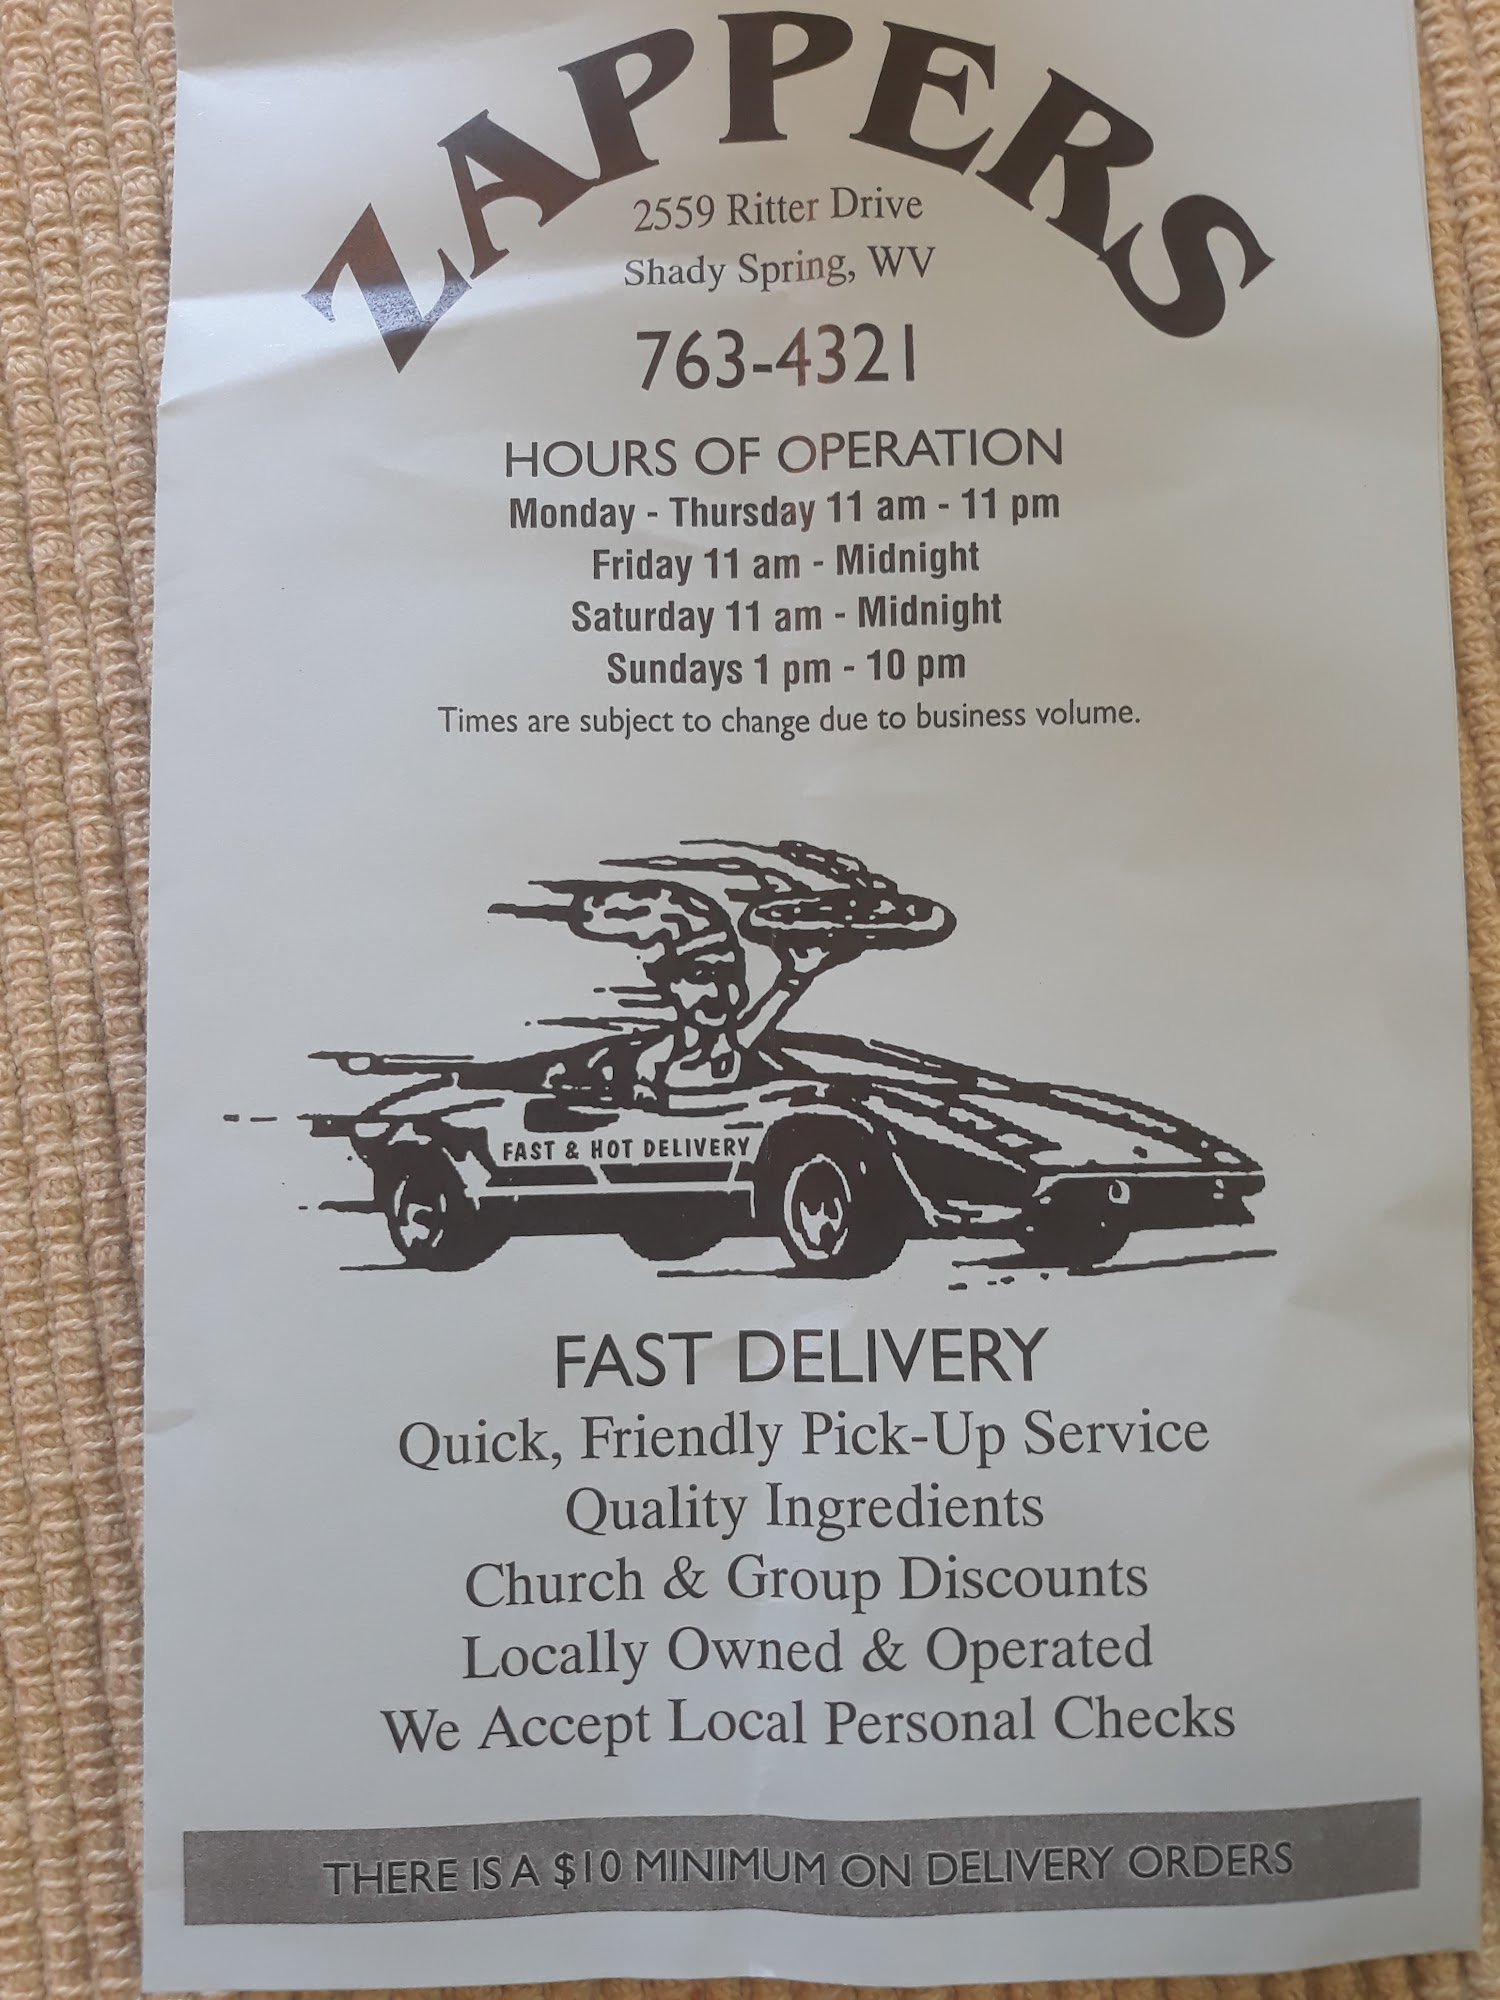 ZAPPERS
2559 Ritter Drive
Shady Spring, WV
763-4321
HOURS OF OPERATION
Monday - Thursday 11 am - 11 pm
Friday 11 am - Midnight
Saturday 11 am - Midnight
Sundays 1 pm - 10 pm
Times are subject to change due to business volume.
FAST & HOT DELIVERY
FAST DELIVERY
Quick, Friendly Pick-Up Service
Quality Ingredients
Church & Group Discounts
Locally Owned & Operated
We Accept Local Personal Checks
THERE IS A $10 MINIMUM ON DELIVERY ORDERS